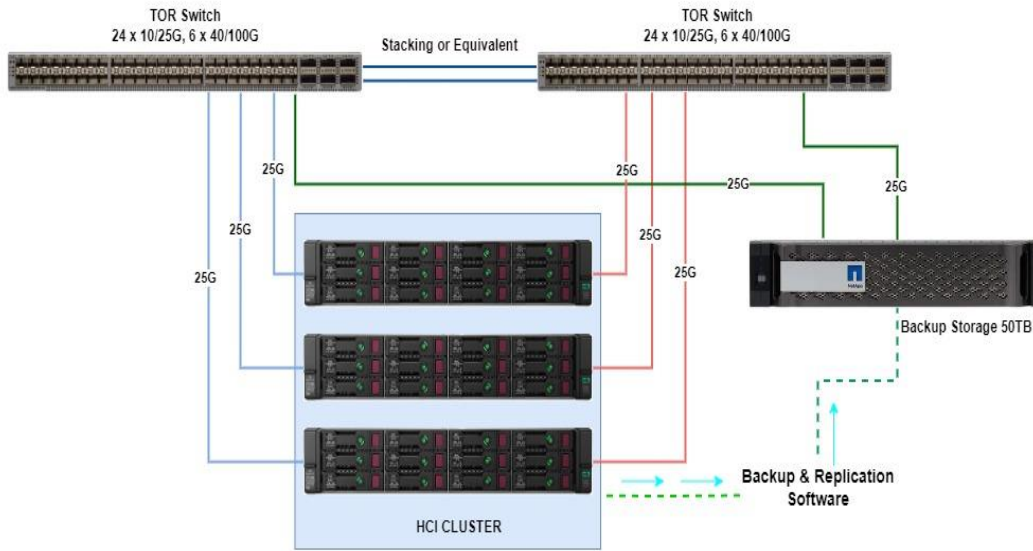 TOR Switch
24 x 10/25G, 6 x 40/100G
TOR Switch
24 x 10/25G, 6 x 40/100G
Stacking or Equivalent
25G
25G
25G
25G
25G
25G
25G
25G
Backup Storage 50TB
Backup & Replication
Software
HCI CLUSTER